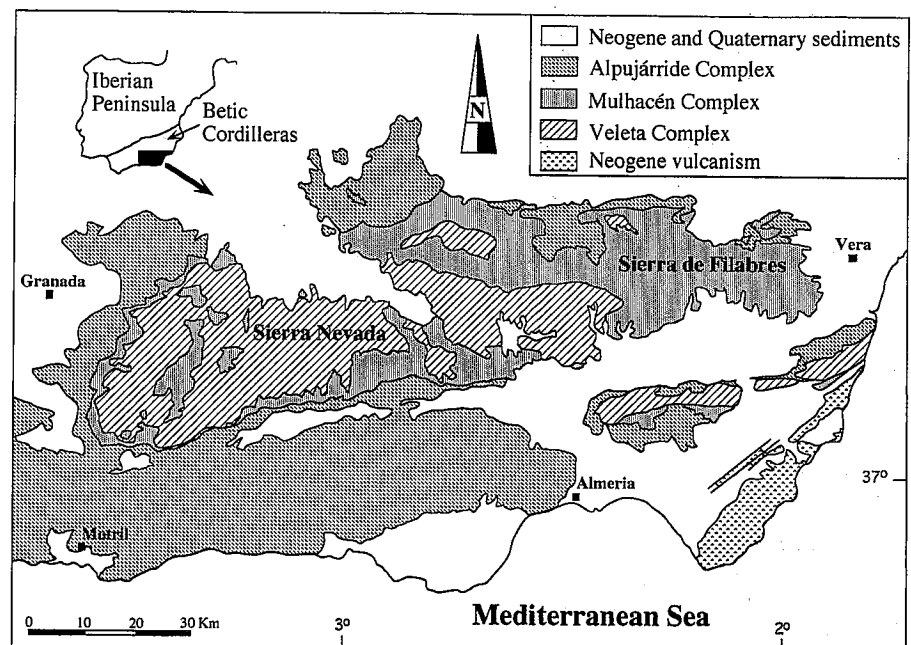 Neogene and Quaternary sediments
Alpujárride Complex
Mulhacén Complex
Veleta Complex
Neogene vulcanism
Iberian
Peninsula
Betic
Cordilleras
N
Vera
Sierra de Filabres
Granada
Sierra Nevada
37º
Almeria
Motril
Mediterranean Sea
0 10 20 30 Km
3º
2º